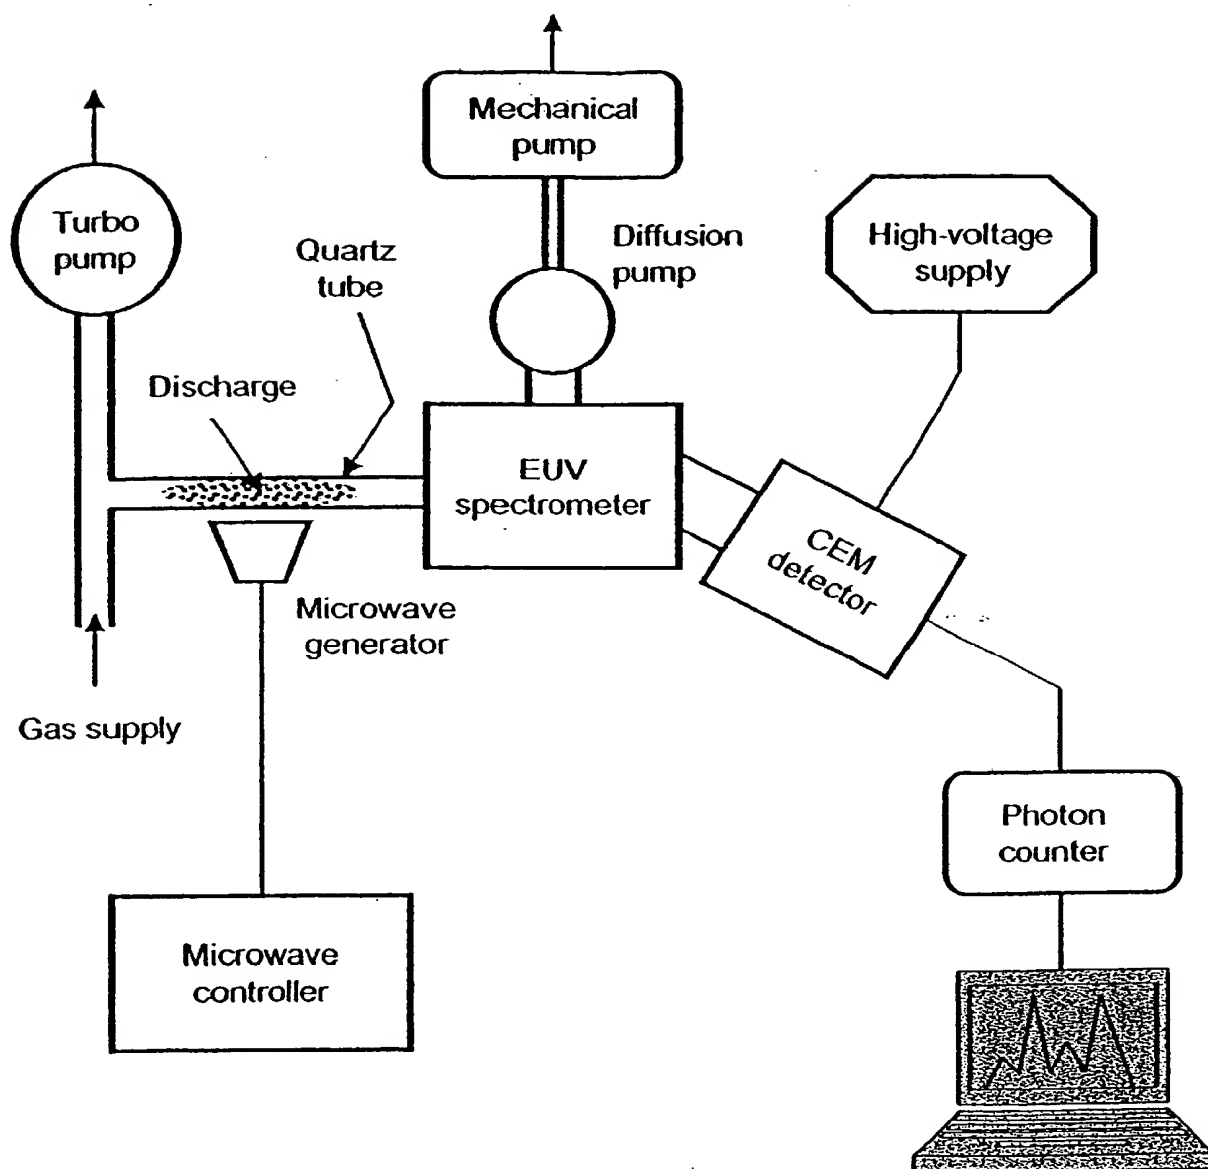 Mechanical
pump
Turbo
pump
Quartz
tube
Diffusion
pump
High-voltage
supply
Discharge
EUV
spectrometer
CEM
detector
Microwave
generator
Gas supply
Photon
counter
Microwave
controller